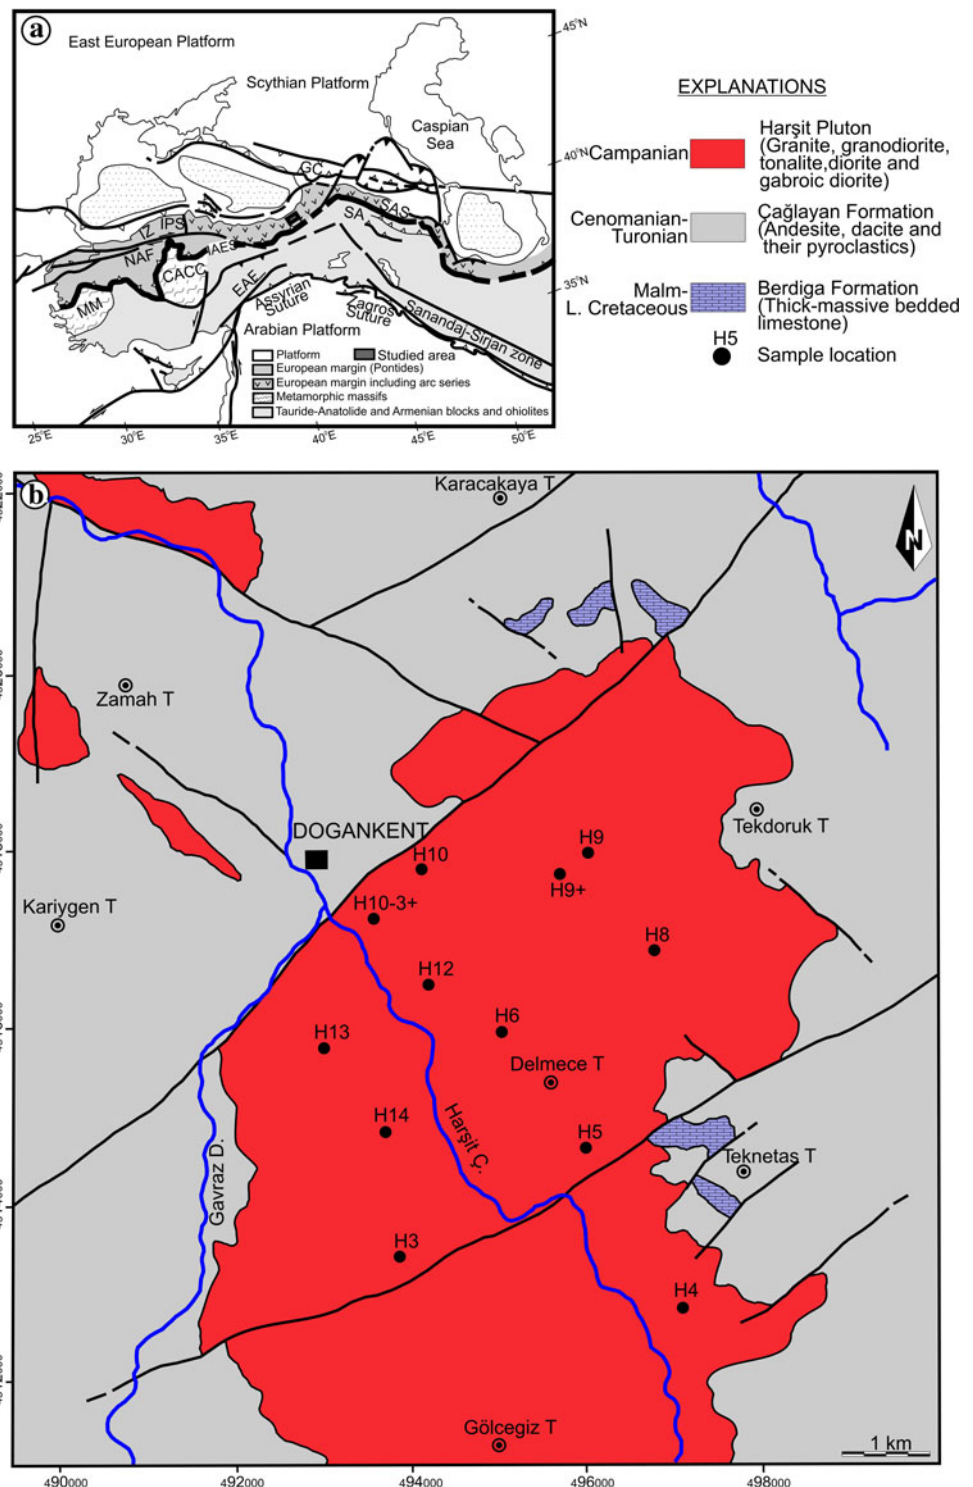 a
East European Platform
Scythian Platform
Caspian
Sea
GC
IPS
IZ
NAF
IAES
CACC
MM
EAF
SA
SAS
Assyrian
Suture
Zagros
Suture
Sanandaj-Sirjan zone
Arabian Platform
Platform
Studied area
European margin (Pontides)
European margin including arc series
Metamorphic massifs
Tauride-Anatolide and Armenian blocks and ohiolites
45°N
40°N
35°N
25°E 30°E 35°E 40°E 45°E 50°E
EXPLANATIONS
Campanian
Harşit Pluton
(Granite, granodiorite,
tonalite,diorite and
gabroic diorite)
Cenomanian-
Turonian
Çağlayan Formation
(Andesite, dacite and
their pyroclastics)
Malm-
L. Cretaceous
Berdiga Formation
(Thick-massive bedded
limestone)
H5
Sample location
b
Karacakaya T
N
Zamah T
DOGANKENT
Tekdoruk T
H10
H9
H9+
Kariygen T
H10-3+
H8
H12
H6
H13
Delmece T
H14
Harşit Ç.
H5
Teknetas T
Gavraz D.
H3
H4
Gölcegiz T
1 km
490000 492000 494000 496000 498000